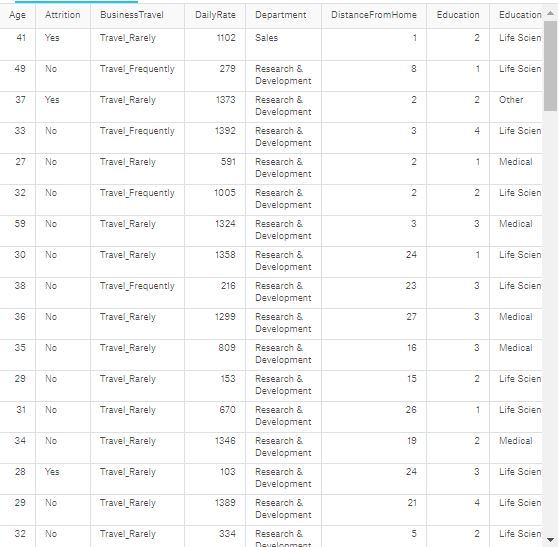 Age Attrition BusinessTravel DailyRate Department DistanceFromHome Education Education
41 Yes Travel_Rarely 1102 Sales 1 2 Life Scien
49 No Travel_Frequently 279 Research & Development 8 1 Life Scien
37 Yes Travel_Rarely 1373 Research & Development 2 2 Other
33 No Travel_Frequently 1392 Research & Development 3 4 Life Scien
27 No Travel_Rarely 591 Research & Development 2 1 Medical
32 No Travel_Frequently 1005 Research & Development 2 2 Life Scien
59 No Travel_Rarely 1324 Research & Development 3 3 Medical
30 No Travel_Rarely 1358 Research & Development 24 1 Life Scien
38 No Travel_Frequently 216 Research & Development 23 3 Life Scien
36 No Travel_Rarely 1299 Research & Development 27 3 Medical
35 No Travel_Rarely 809 Research & Development 16 3 Medical
29 No Travel_Rarely 153 Research & Development 15 2 Life Scien
31 No Travel_Rarely 670 Research & Development 26 1 Life Scien
34 No Travel_Rarely 1346 Research & Development 19 2 Medical
28 Yes Travel_Rarely 103 Research & Development 24 3 Life Scien
29 No Travel_Rarely 1389 Research & Development 21 4 Life Scien
32 No Travel_Rarely 334 Research & Development 5 2 Life Scien